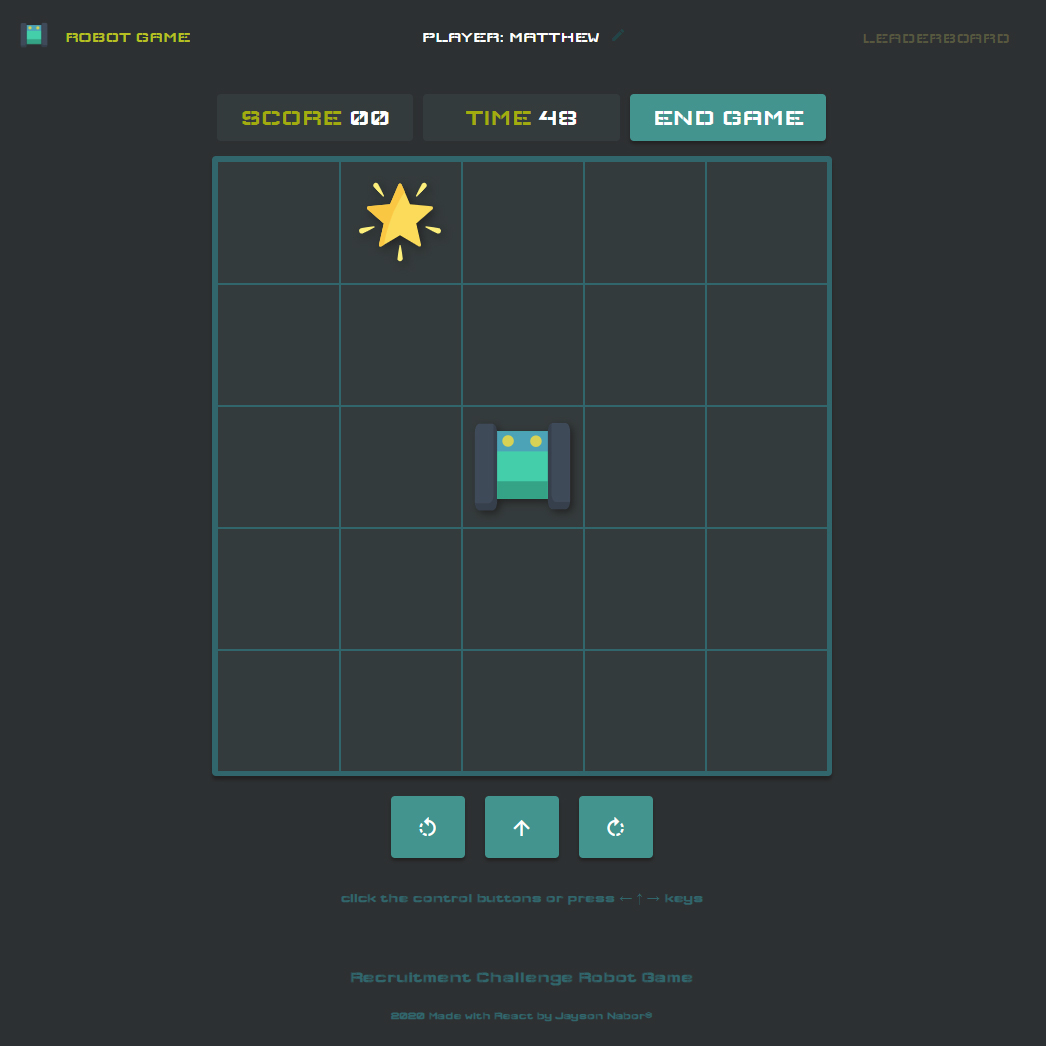 ROBOT GAME
PLAYER: MATTHEW
LEADERBOARD
SCORE 00
TIME 48
END GAME
click the control buttons or press ←↑→ keys
Recruitment Challenge Robot Game
2020 Made with React by Jayson Nabor®